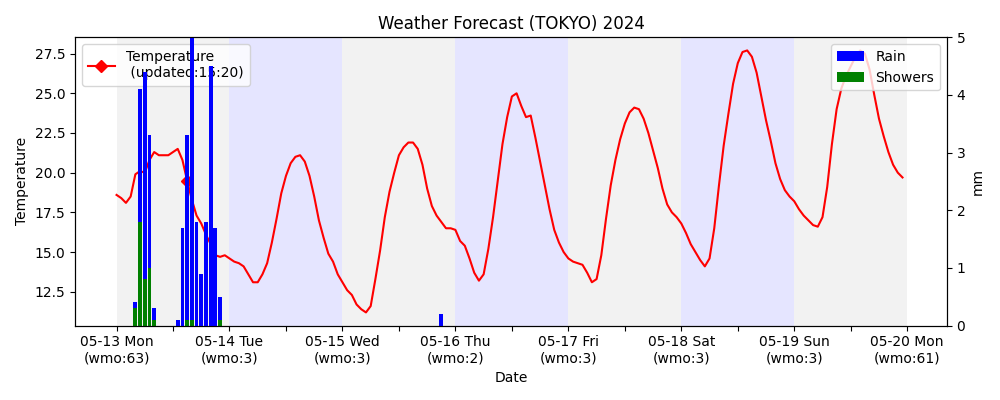 Weather Forecast (TOKYO) 2024
Temperature
(updated:15:20)
Rain
Showers
Temperature
27.5
25.0
22.5
20.0
17.5
15.0
12.5
5
4
3
2
1
0
mm
05-13 Mon
(wmo:63)
05-14 Tue
(wmo:3)
05-15 Wed
(wmo:3)
05-16 Thu
(wmo:2)
05-17 Fri
(wmo:3)
05-18 Sat
(wmo:3)
05-19 Sun
(wmo:3)
05-20 Mon
(wmo:61)
Date